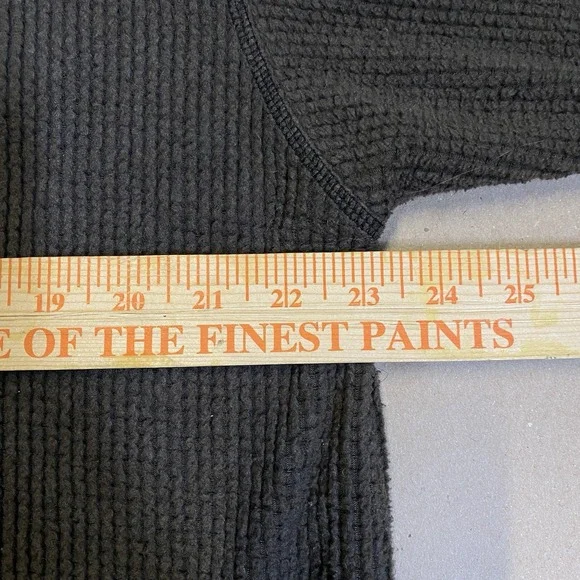 19 20 21 22 23 24 25
E OF THE FINEST PAINTS